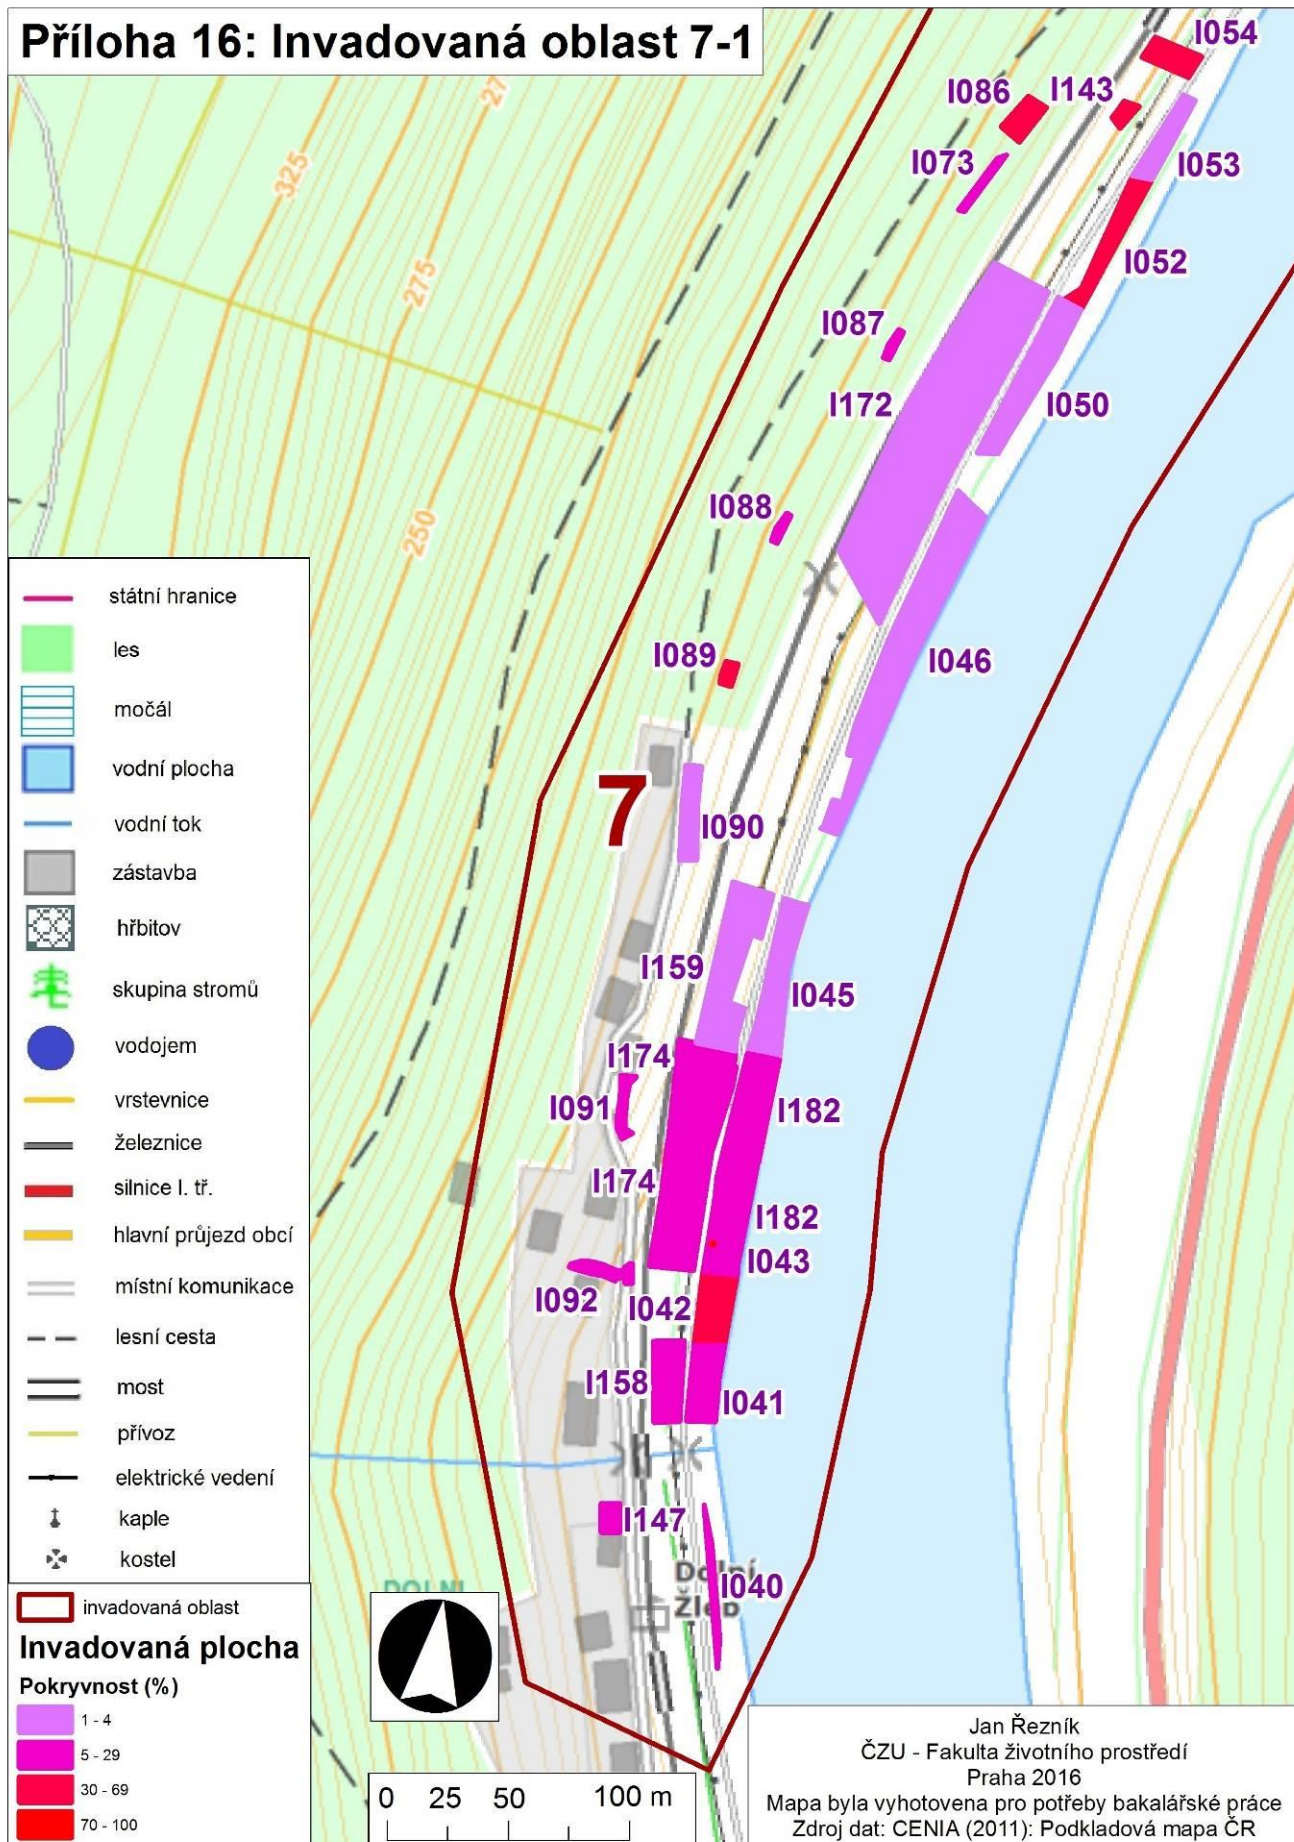 Příloha 16: Invadovaná oblast 7-1
I054
I086
I143
I073
I053
325
275
I052
I087
I172
I050
I088
250
I089
I046
7
I090
I159
I045
I174
I091
I182
I174
I182
I043
I092
I042
I158
I041
I147
Dolní
Žleb
I040
DOLNI
státní hranice
les
močál
vodní plocha
vodní tok
zástavba
hřbitov
skupina stromů
vodojem
vrstevnice
železnice
silnice I. tř.
hlavní průjezd obcí
místní komunikace
lesní cesta
most
přívoz
elektrické vedení
kaple
kostel
invadovaná oblast
Invadovaná plocha
Pokryvnost (%)
1 - 4
5 - 29
30 - 69
70 - 100
0 25 50 100 m
Jan Řezník
ČZU - Fakulta životního prostředí
Praha 2016
Mapa byla vyhotovena pro potřeby bakalářské práce
Zdroj dat: CENIA (2011): Podkladová mapa ČR